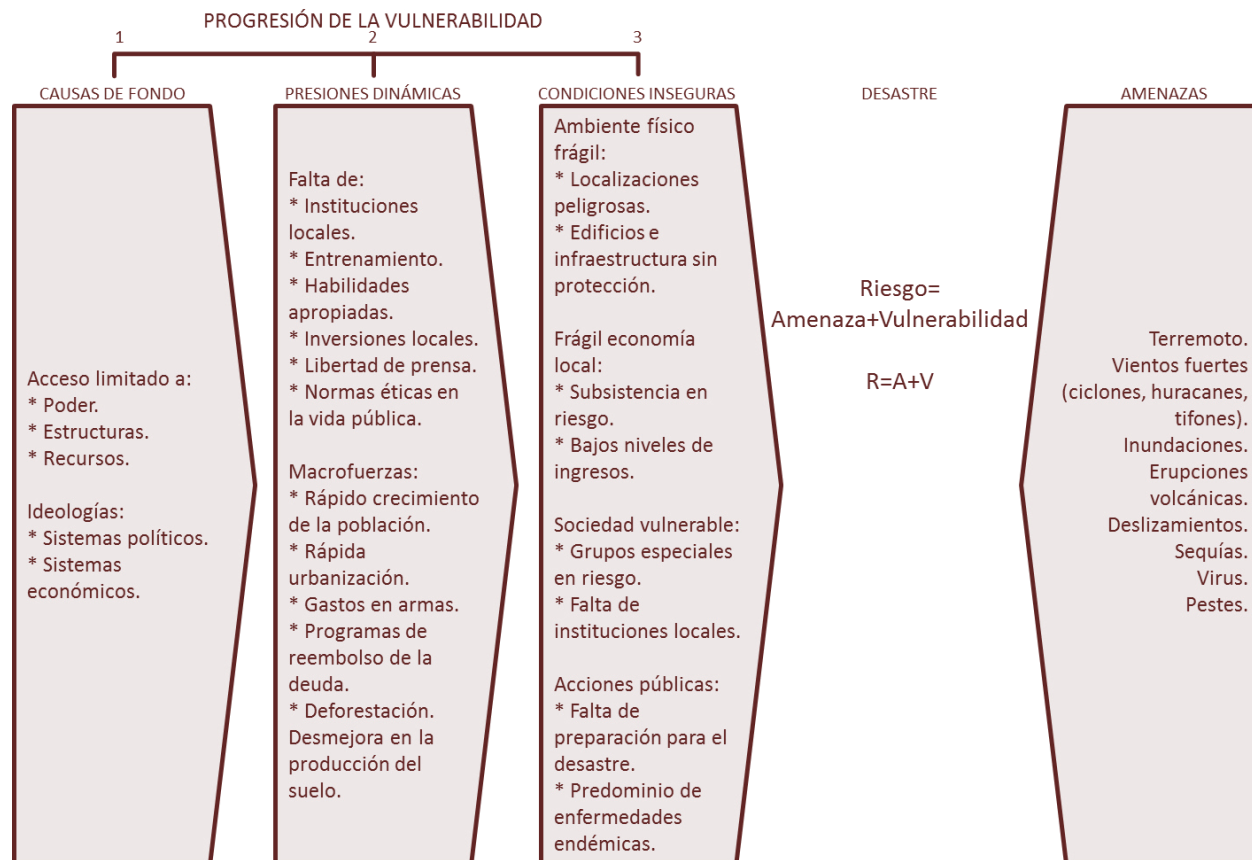 PROGRESIÓN DE LA VULNERABILIDAD
1
2
3
CAUSAS DE FONDO
Acceso limitado a:
* Poder.
* Estructuras.
* Recursos.
Ideologías:
* Sistemas políticos.
* Sistemas
económicos.
PRESIONES DINÁMICAS
Falta de:
* Instituciones
locales.
* Entrenamiento.
* Habilidades
apropiadas.
* Inversiones locales.
* Libertad de prensa.
* Normas éticas en
la vida pública.
Macrofuerzas:
* Rápido crecimiento
de la población.
* Rápida
urbanización.
* Gastos en armas.
* Programas de
reembolso de la
deuda.
* Deforestación.
Desmejora en la
producción del
suelo.
CONDICIONES INSEGURAS
Ambiente físico
frágil:
* Localizaciones
peligrosas.
* Edificios e
infraestructura sin
protección.
Frágil economía
local:
* Subsistencia en
riesgo.
* Bajos niveles de
ingresos.
Sociedad vulnerable:
* Grupos especiales
en riesgo.
* Falta de
instituciones locales.
Acciones públicas:
* Falta de
preparación para el
desastre.
* Predominio de
enfermedades
endémicas.
DESASTRE
Riesgo=
Amenaza+Vulnerabilidad
R=A+V
AMENAZAS
Terremoto.
Vientos fuertes
(ciclones, huracanes,
tifones).
Inundaciones.
Erupciones
volcánicas.
Deslizamientos.
Sequías.
Virus.
Pestes.